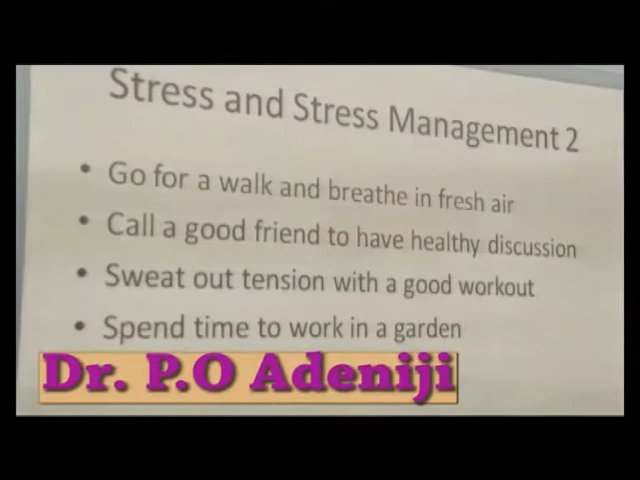 Stress and Stress Management 2
• Go for a walk and breathe in fresh air
• Call a good friend to have healthy discussion
• Sweat out tension with a good workout
• Spend time to work in a garden
Dr. P.O Adeniji